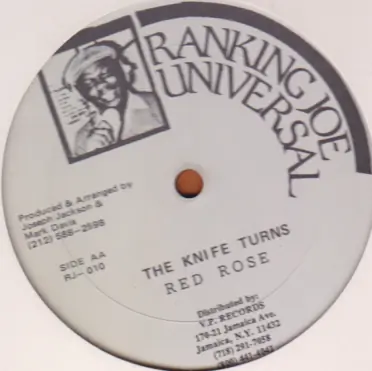 RANKING JOE
UNIVERSAL
Produced & Arranged by
Joseph Jackson &
Mark Davis
(212) 588-2598
SIDE AA
RJ-010
THE KNIFE TURNS
RED ROSE
Distributed by:
V.P. RECORDS
170-21 Jamaica Ave.
Jamaica, N.Y. 11432
(718) 291-7058